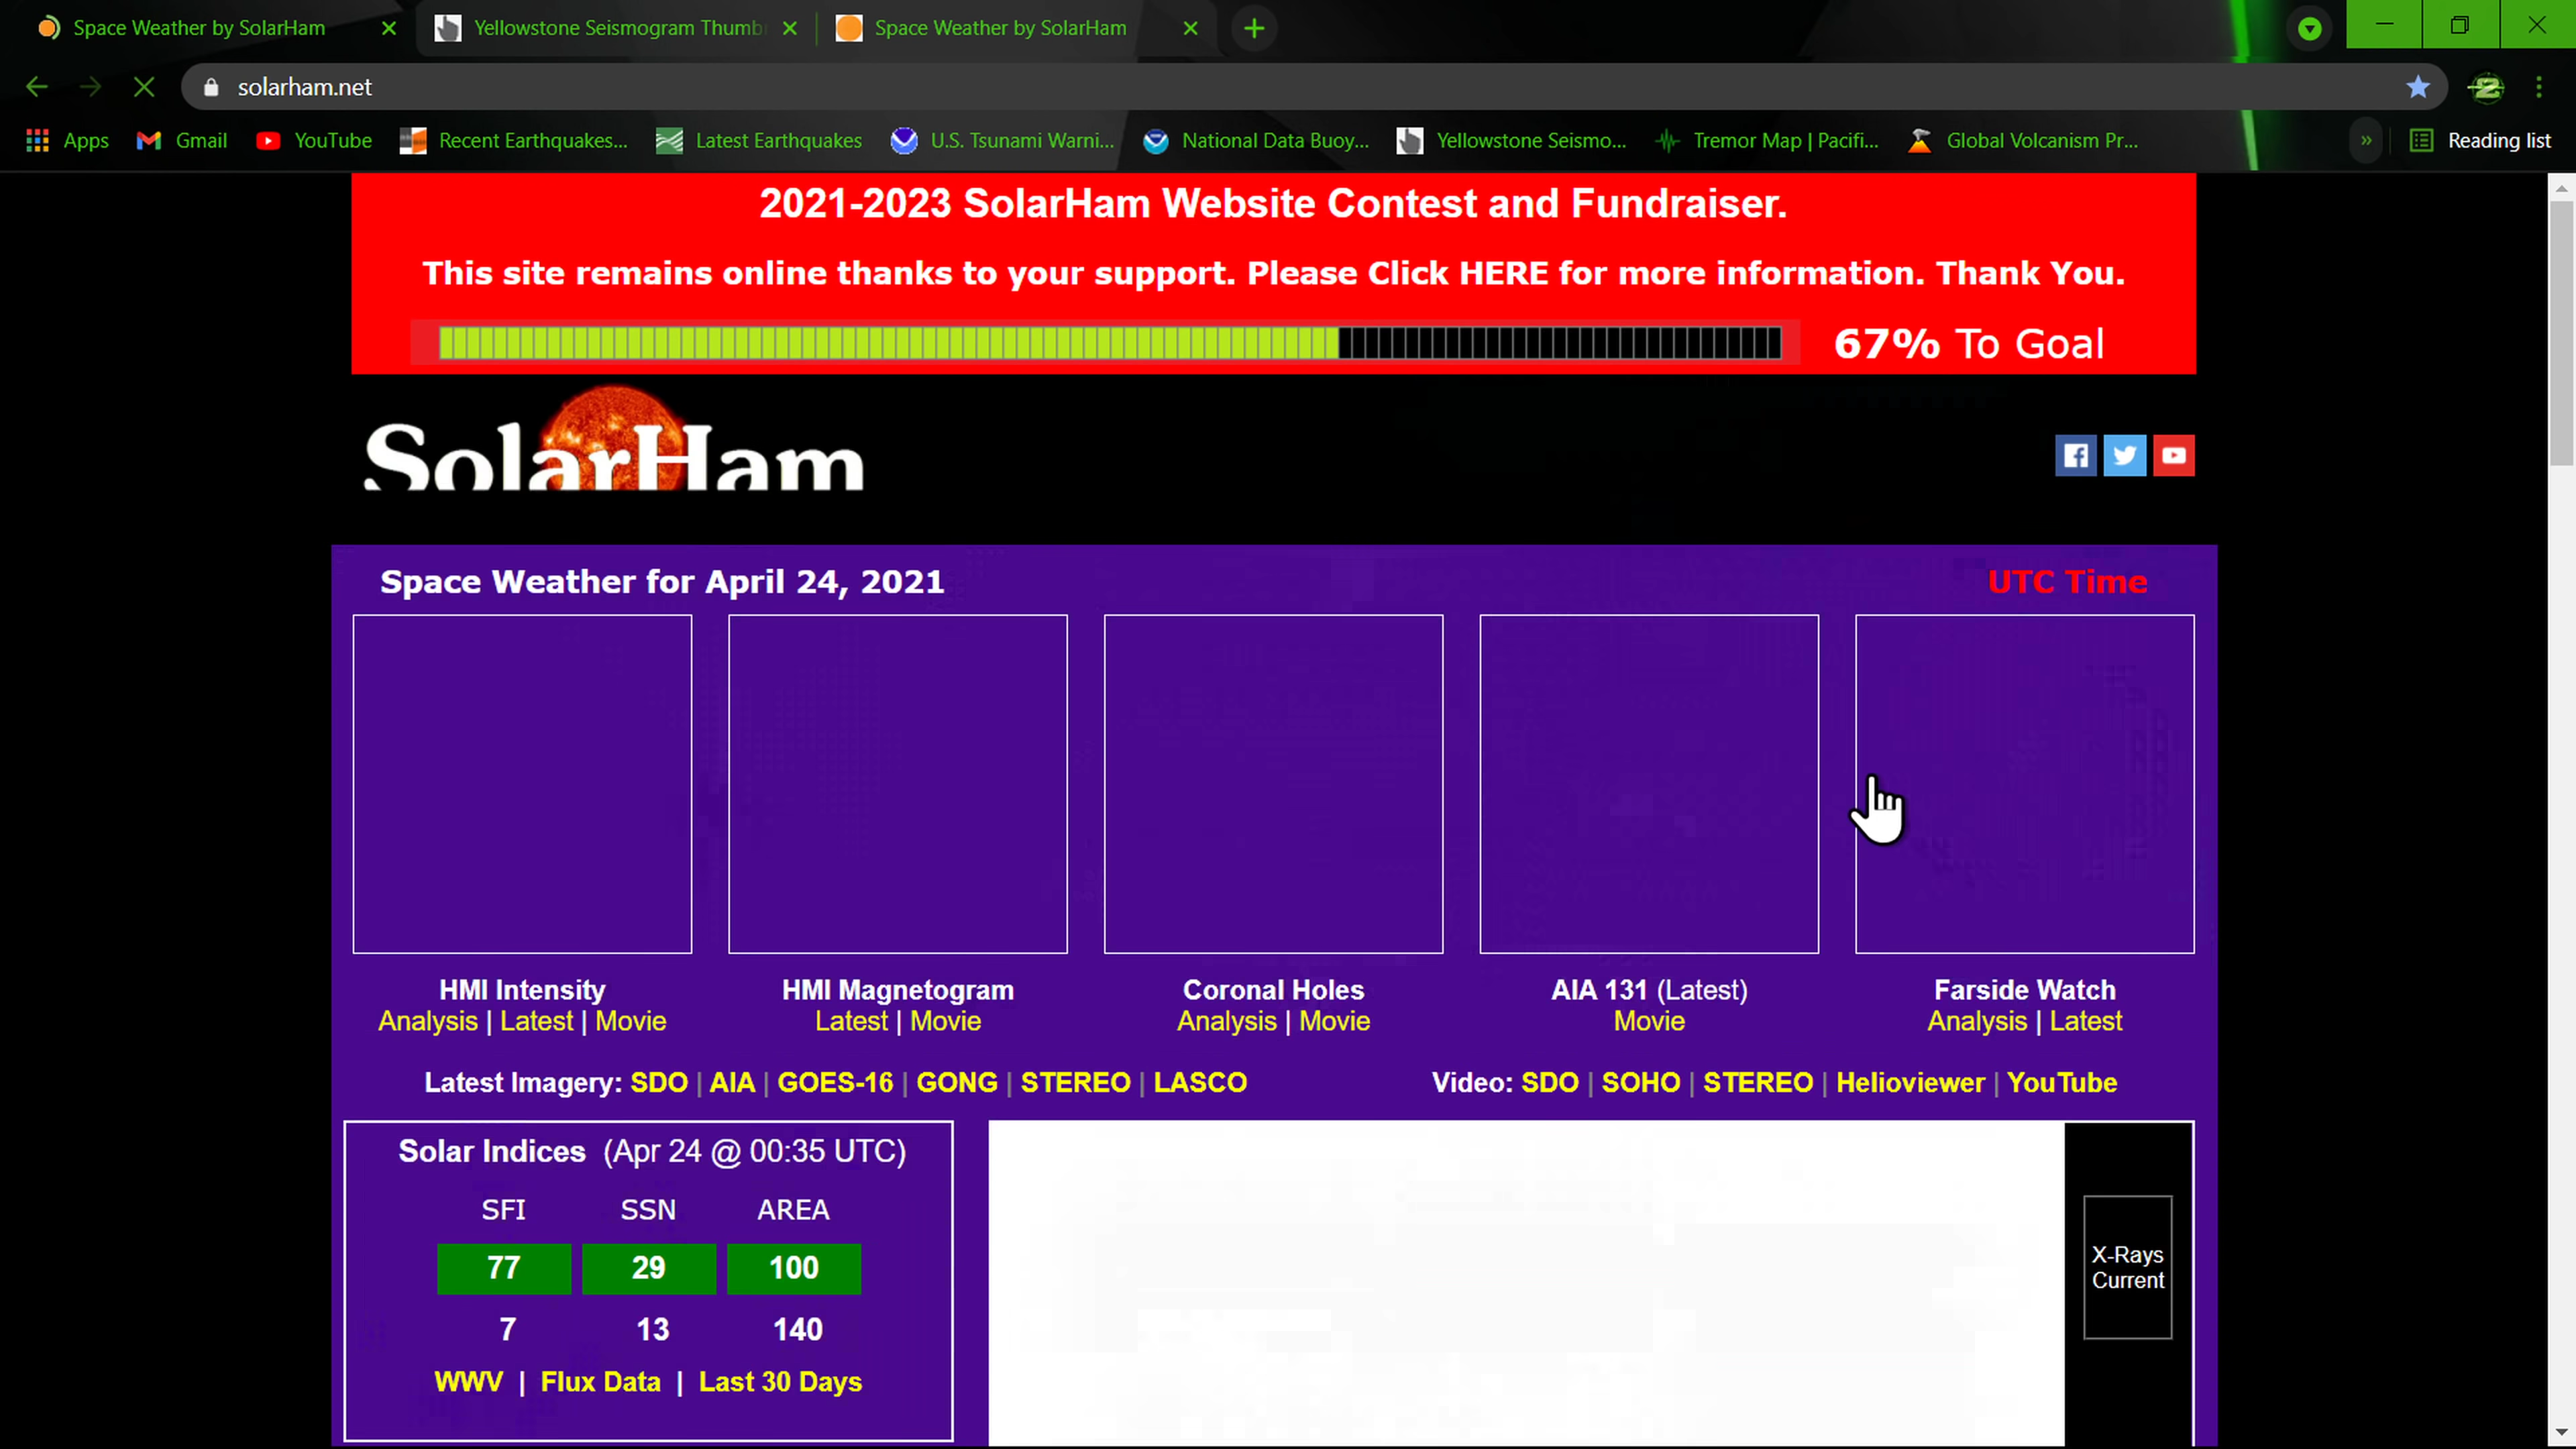 Space Weather by SolarHam
Yellowstone Seismogram Thumb
Space Weather by SolarHam
solarham.net
Apps
Gmail
YouTube
Recent Earthquakes...
Latest Earthquakes
U.S. Tsunami Warni...
National Data Buoy...
Yellowstone Seismo...
Tremor Map | Pacifi...
Global Volcanism Pr...
»
Reading list
2021-2023 SolarHam Website Contest and Fundraiser.
This site remains online thanks to your support. Please Click HERE for more information. Thank You.
67% To Goal
SolarHam
Space Weather for April 24, 2021
UTC Time
HMI Intensity
Analysis | Latest | Movie
HMI Magnetogram
Latest | Movie
Coronal Holes
Analysis | Movie
AIA 131 (Latest)
Movie
Farside Watch
Analysis | Latest
Latest Imagery: SDO | AIA | GOES-16 | GONG | STEREO | LASCO
Video: SDO | SOHO | STEREO | Helioviewer | YouTube
Solar Indices (Apr 24 @ 00:35 UTC)
SFI SSN AREA
77 29 100
7 13 140
WWV | Flux Data | Last 30 Days
X-Rays
Current